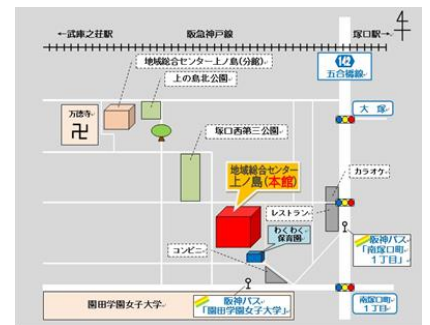 ←武庫之荘駅
阪急神戸線
塚口駅→
地域総合センター上ノ島(分館)
142
五合橋線
上の島北公園
万徳寺
大塚
塚口西第三公園
カラオケ
地域総合センター
上ノ島(本館)
レストラン
わくわく
保育園
コンビニ
阪神バス
「南塚口町
1丁目」
園田学園女子大学
阪神バス
「園田学園女子大学」
南塚口町
1丁目